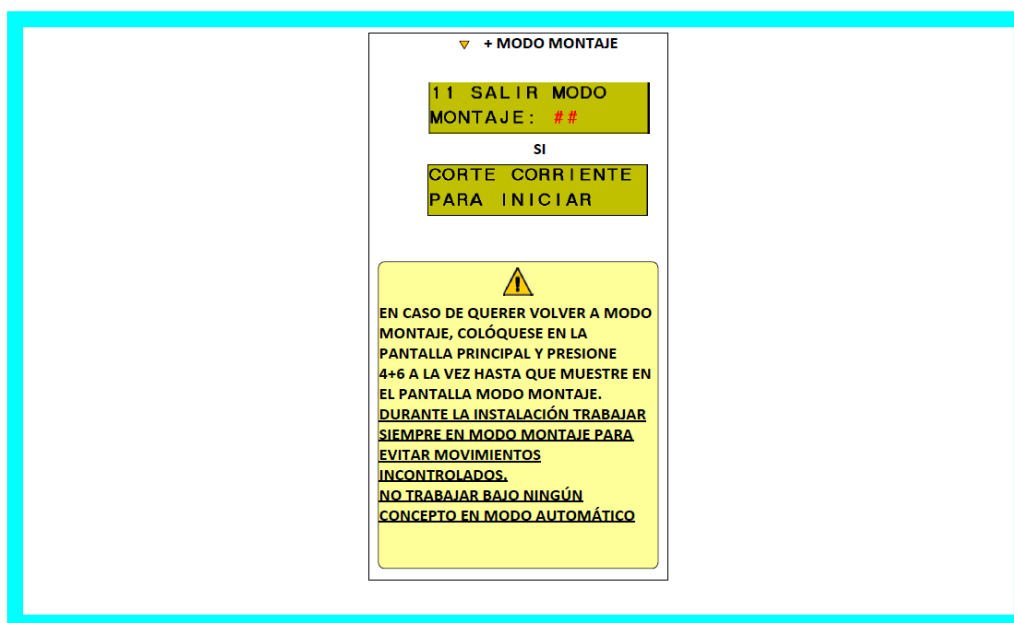 + MODO MONTAJE
11 SALIR MODO
MONTAJE: ##
SI
CORTE CORRIENTE
PARA INICIAR
EN CASO DE QUERER VOLVER A MODO
MONTAJE, COLÓQUESE EN LA
PANTALLA PRINCIPAL Y PRESIONE
4+6 A LA VEZ HASTA QUE MUESTRE EN
EL PANTALLA MODO MONTAJE.
DURANTE LA INSTALACIÓN TRABAJAR
SIEMPRE EN MODO MONTAJE PARA
EVITAR MOVIMIENTOS
INCONTROLADOS.
NO TRABAJAR BAJO NINGÚN
CONCEPTO EN MODO AUTOMÁTICO